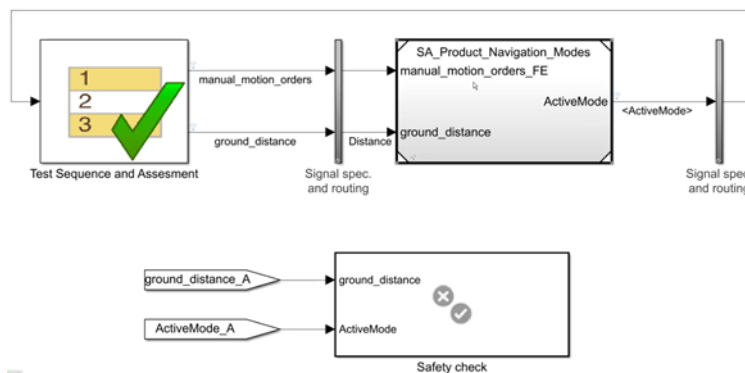 1
2
3
Test Sequence and Assesment
manual_motion_orders
ground_distance
Signal spec.
and routing
Distance
SA_Product_Navigation_Modes
manual_motion_orders_FE
ground_distance
ActiveMode
<ActiveMode>
Signal spec
and routing
ground_distance_A
ActiveMode_A
ground_distance
ActiveMode
Safety check